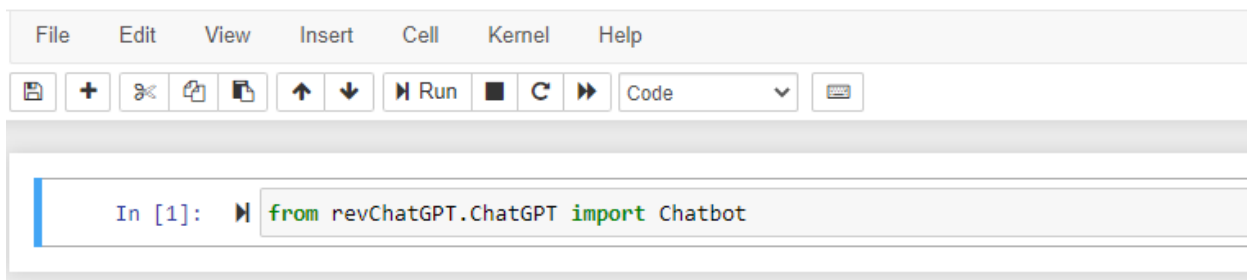 File Edit View Insert Cell Kernel Help
Run Code
In [1]: from revChatGPT.ChatGPT import Chatbot